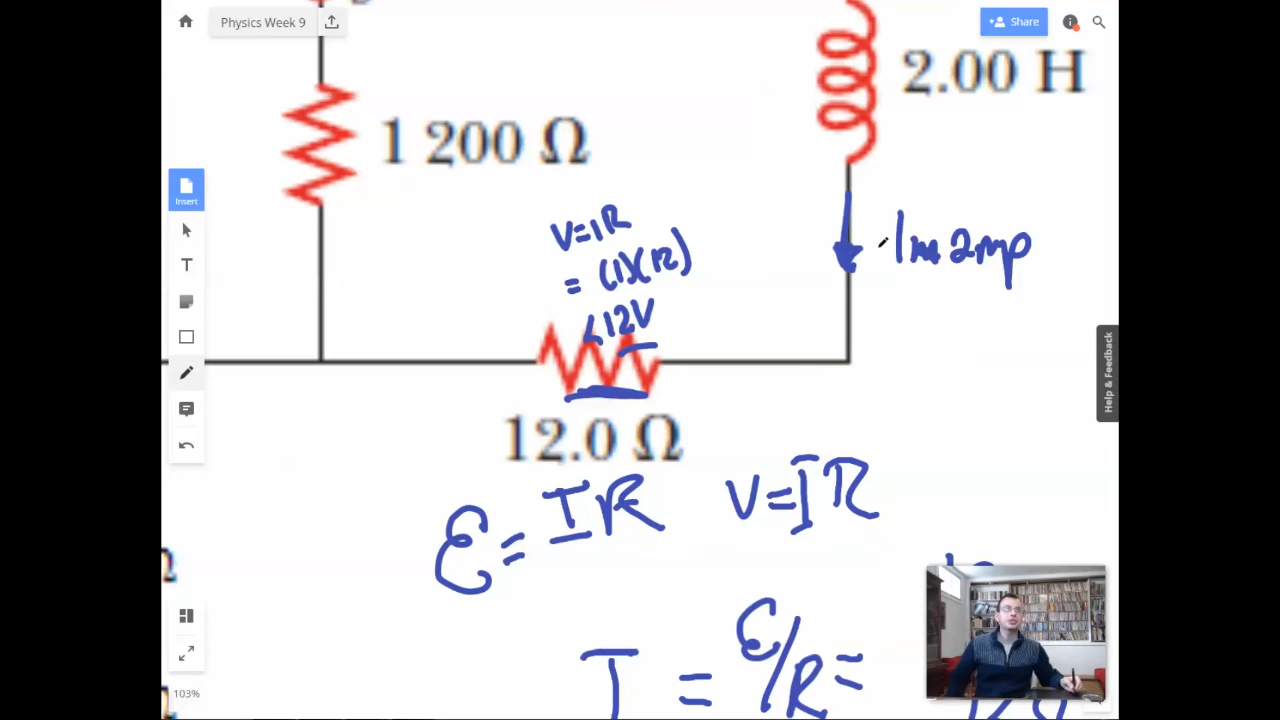 Physics Week 9
Share
2.00 H
1 200 Ω
Insert
T
V=IR
= (1)(12)
12V
1
amp
Help & Feedback
12.0 Ω
Ω
ℰ=IR V=IR
I = ℰ/R =
103%